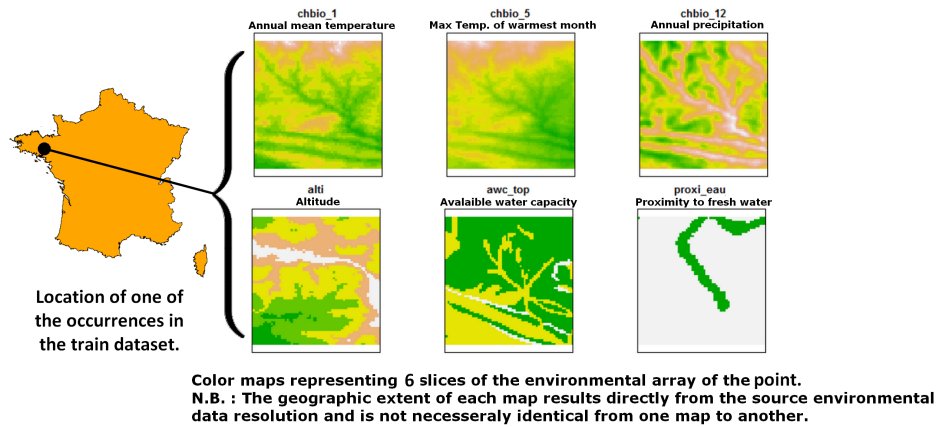 chbio_1
Annual mean temperature
chbio_5
Max Temp. of warmest month
chbio_12
Annual precipitation
alti
Altitude
awc_top
Avalaible water capacity
proxi_eau
Proximity to fresh water
Location of one of
the occurrences in
the train dataset.
Color maps representing 6 slices of the environmental array of the point.
N.B. : The geographic extent of each map results directly from the source environmental
data resolution and is not necesseraly identical from one map to another.